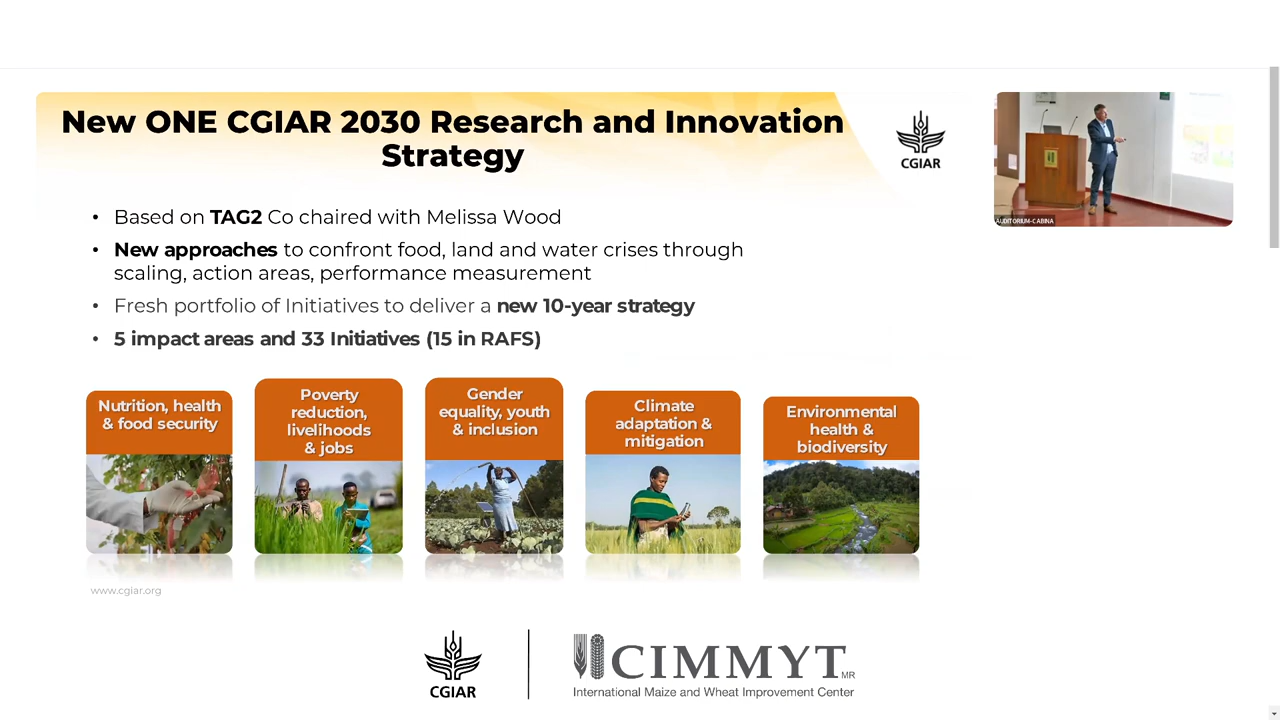 New ONE CGIAR 2030 Research and Innovation
Strategy
CGIAR
AUDITORIUM-CABINA
• Based on TAG2 Co chaired with Melissa Wood
• New approaches to confront food, land and water crises through
scaling, action areas, performance measurement
• Fresh portfolio of Initiatives to deliver a new 10-year strategy
• 5 impact areas and 33 Initiatives (15 in RAFS)
Nutrition, health
& food security
Poverty
reduction,
livelihoods
& jobs
Gender
equality, youth
& inclusion
Climate
adaptation &
mitigation
Environmental
health &
biodiversity
www.cgiar.org
CGIAR
CIMMYT MR
International Maize and Wheat Improvement Center